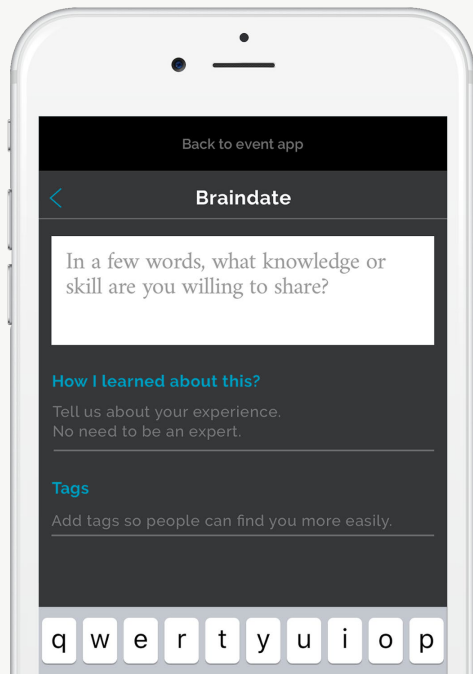 Back to event app
Braindate
In a few words, what knowledge or
skill are you willing to share?
How I learned about this?
Tell us about your experience.
No need to be an expert.
Tags
Add tags so people can find you more easily.
q w e r t y u i o p